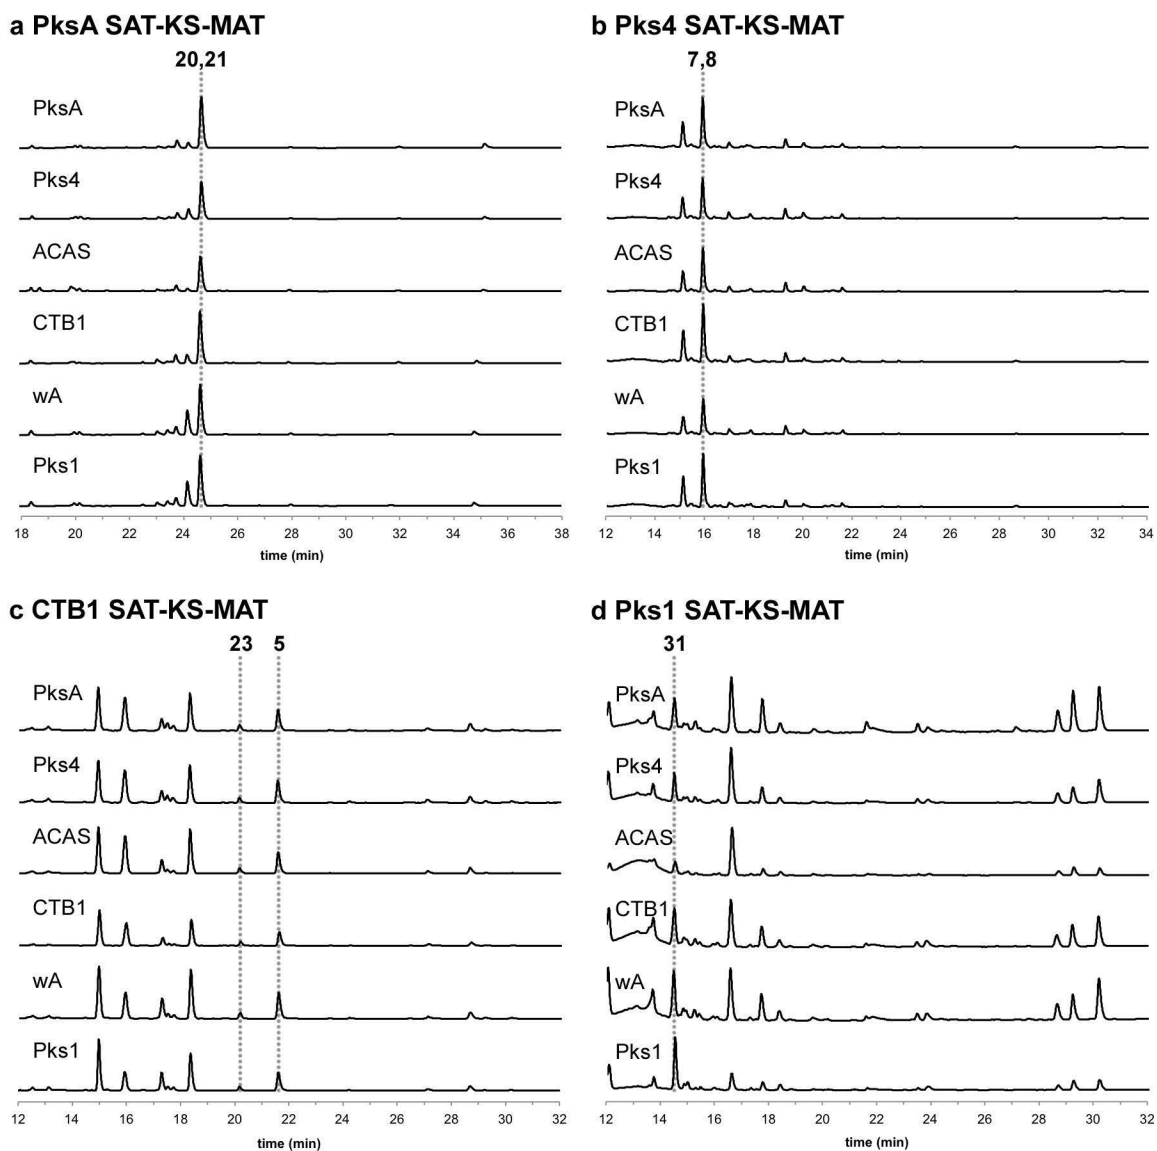 a PksA SAT-KS-MAT
20,21
PksA
Pks4
ACAS
CTB1
wA
Pks1
18 20 22 24 26 28 30 32 34 36 38
time (min)
b Pks4 SAT-KS-MAT
7,8
PksA
Pks4
ACAS
CTB1
wA
Pks1
12 14 16 18 20 22 24 26 28 30 32 34
time (min)
c CTB1 SAT-KS-MAT
23 5
PksA
Pks4
ACAS
CTB1
wA
Pks1
12 14 16 18 20 22 24 26 28 30 32
time (min)
d Pks1 SAT-KS-MAT
31
PksA
Pks4
ACAS
CTB1
wA
Pks1
12 14 16 18 20 22 24 26 28 30 32
time (min)